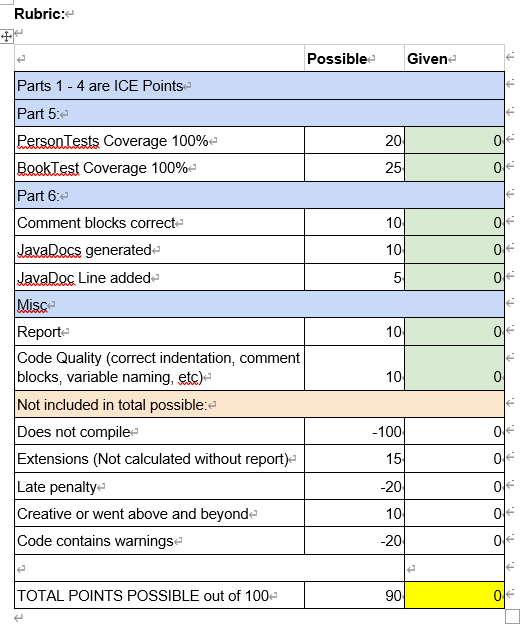 Rubric:
Possible Given
Parts 1 - 4 are ICE Points
Part 5:
PersonTests Coverage 100% 20 0
BookTest Coverage 100% 25 0
Part 6:
Comment blocks correct 10 0
JavaDocs generated 10 0
JavaDoc Line added 5 0
Misc
Report 10 0
Code Quality (correct indentation, comment
blocks, variable naming, etc) 10 0
Not included in total possible:
Does not compile -100 0
Extensions (Not calculated without report) 15 0
Late penalty -20 0
Creative or went above and beyond 10 0
Code contains warnings -20 0
TOTAL POINTS POSSIBLE out of 100 90 0